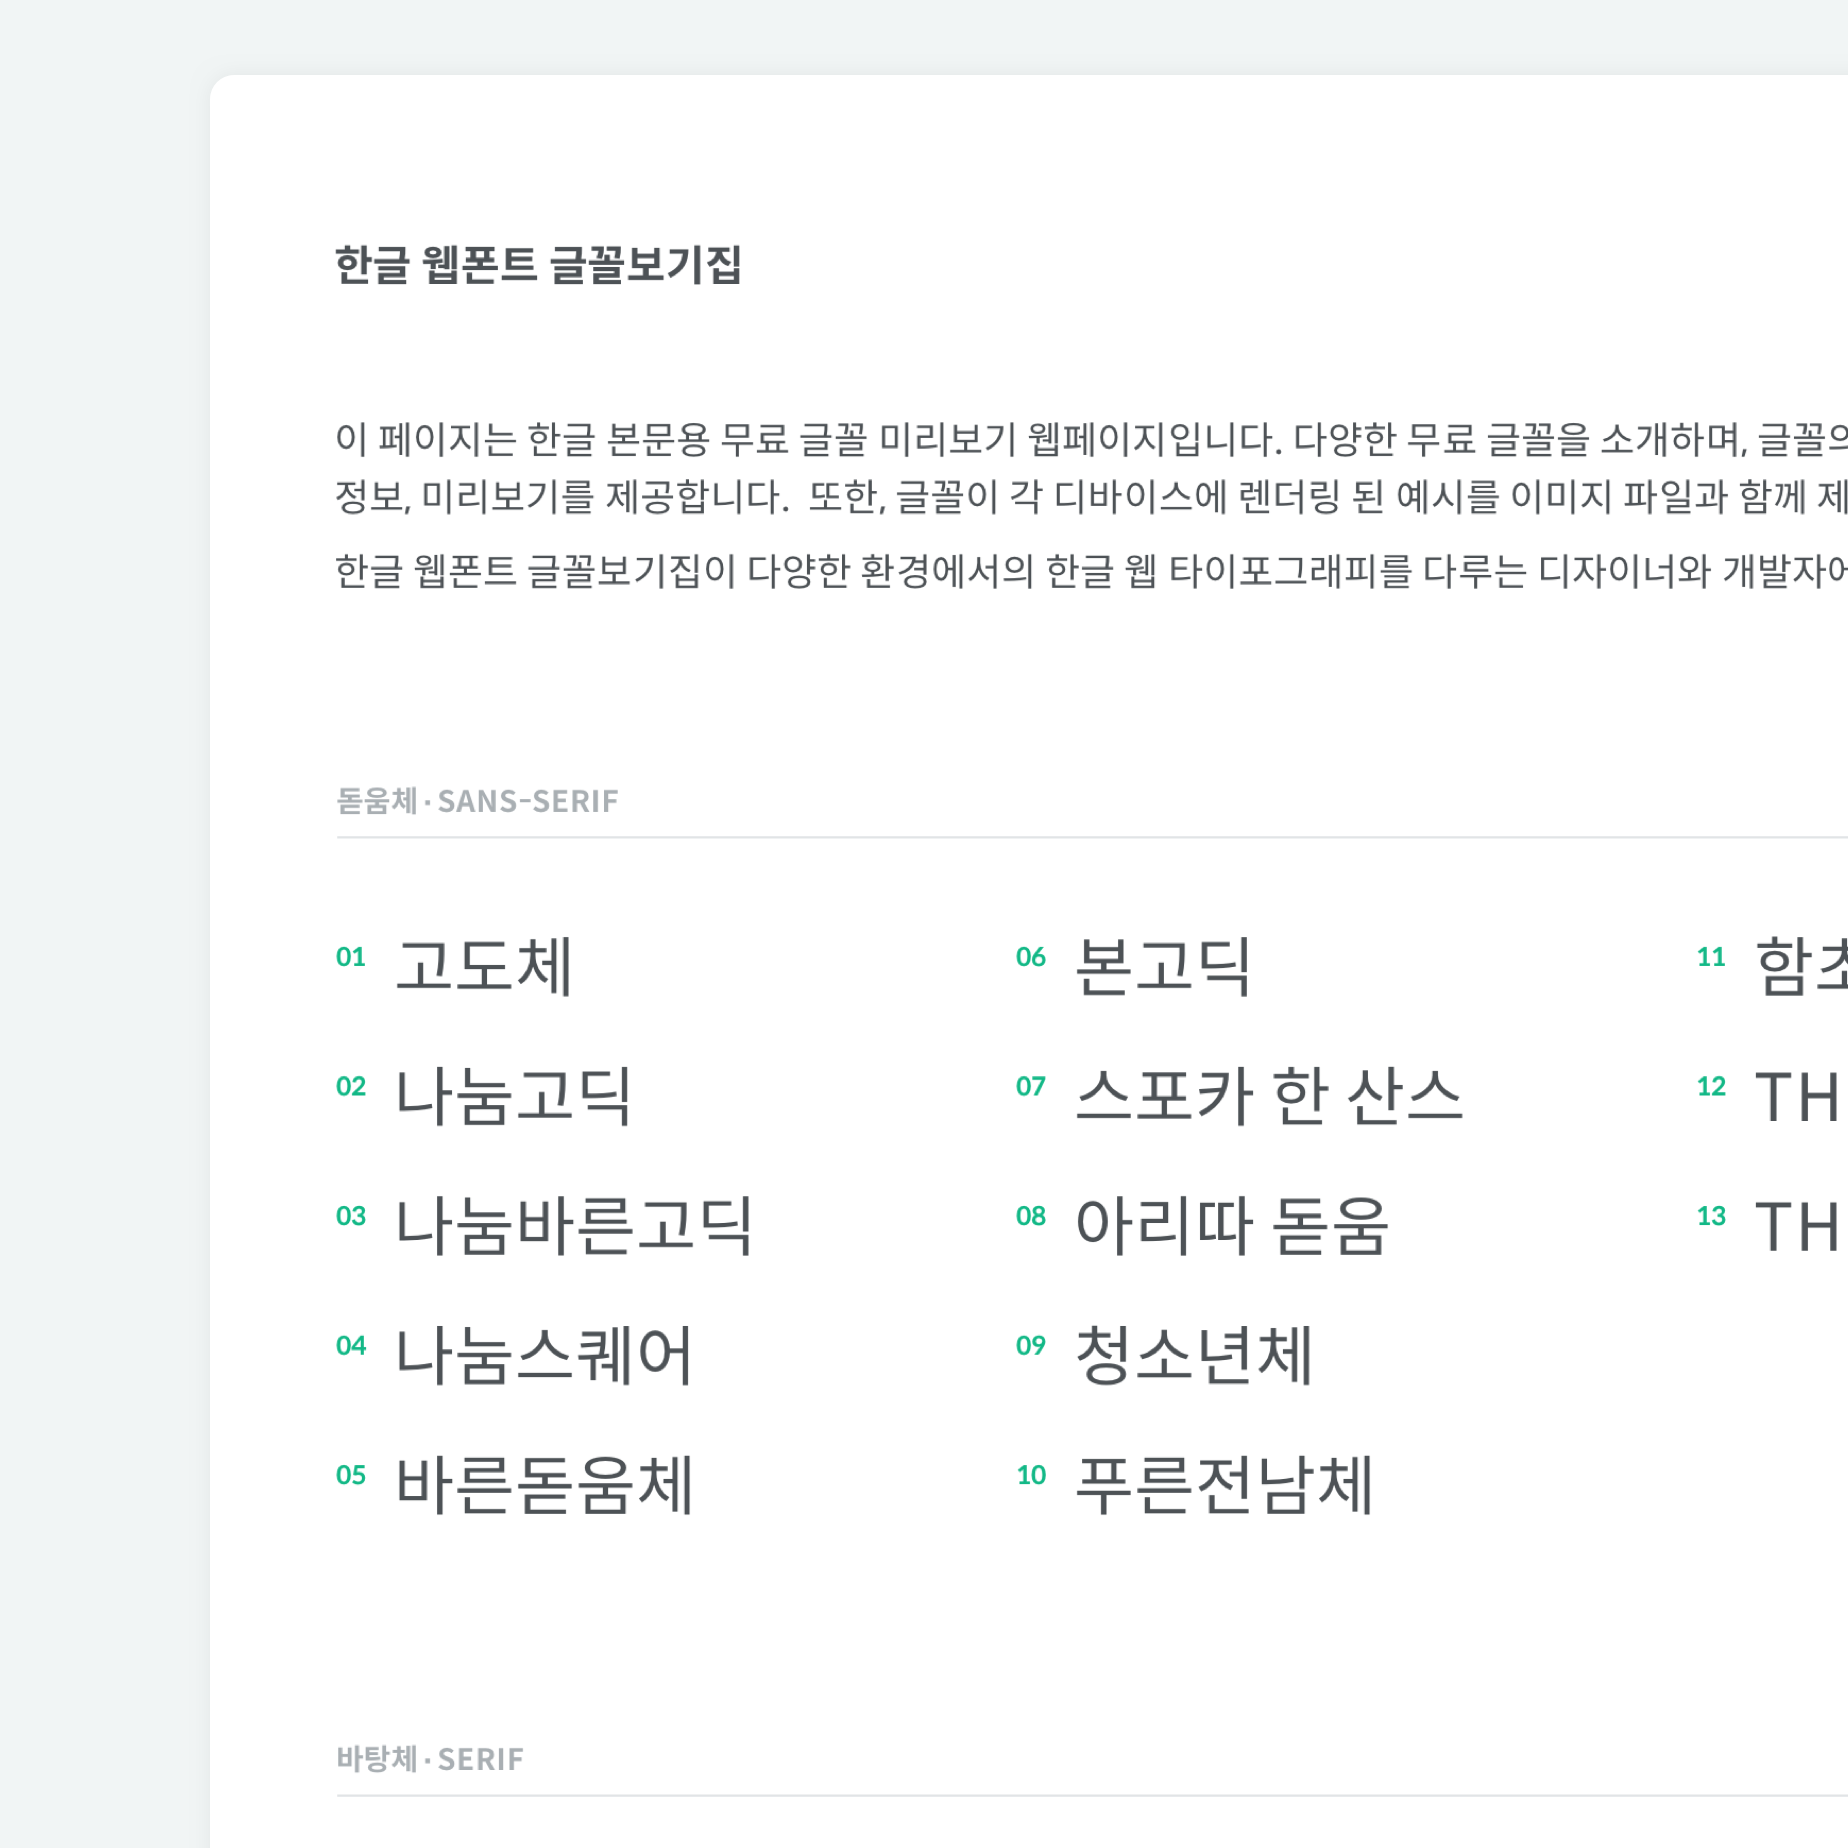 한글 웹폰트 글꼴보기집
이 페이지는 한글 본문용 무료 글꼴 미리보기 웹페이지입니다. 다양한 무료 글꼴을 소개하며, 글꼴의
정보, 미리보기를 제공합니다. 또한, 글꼴이 각 디바이스에 렌더링 된 예시를 이미지 파일과 함께 제
한글 웹폰트 글꼴보기집이 다양한 환경에서의 한글 웹 타이포그래피를 다루는 디자이너와 개발자에
돋움체 · SANS-SERIF
01 고도체
02 나눔고딕
03 나눔바른고딕
04 나눔스퀘어
05 바른돋움체
06 본고딕
07 스포카 한 산스
08 아리따 돋움
09 청소년체
10 푸른전남체
11 함초
12 TH
13 TH
바탕체 · SERIF